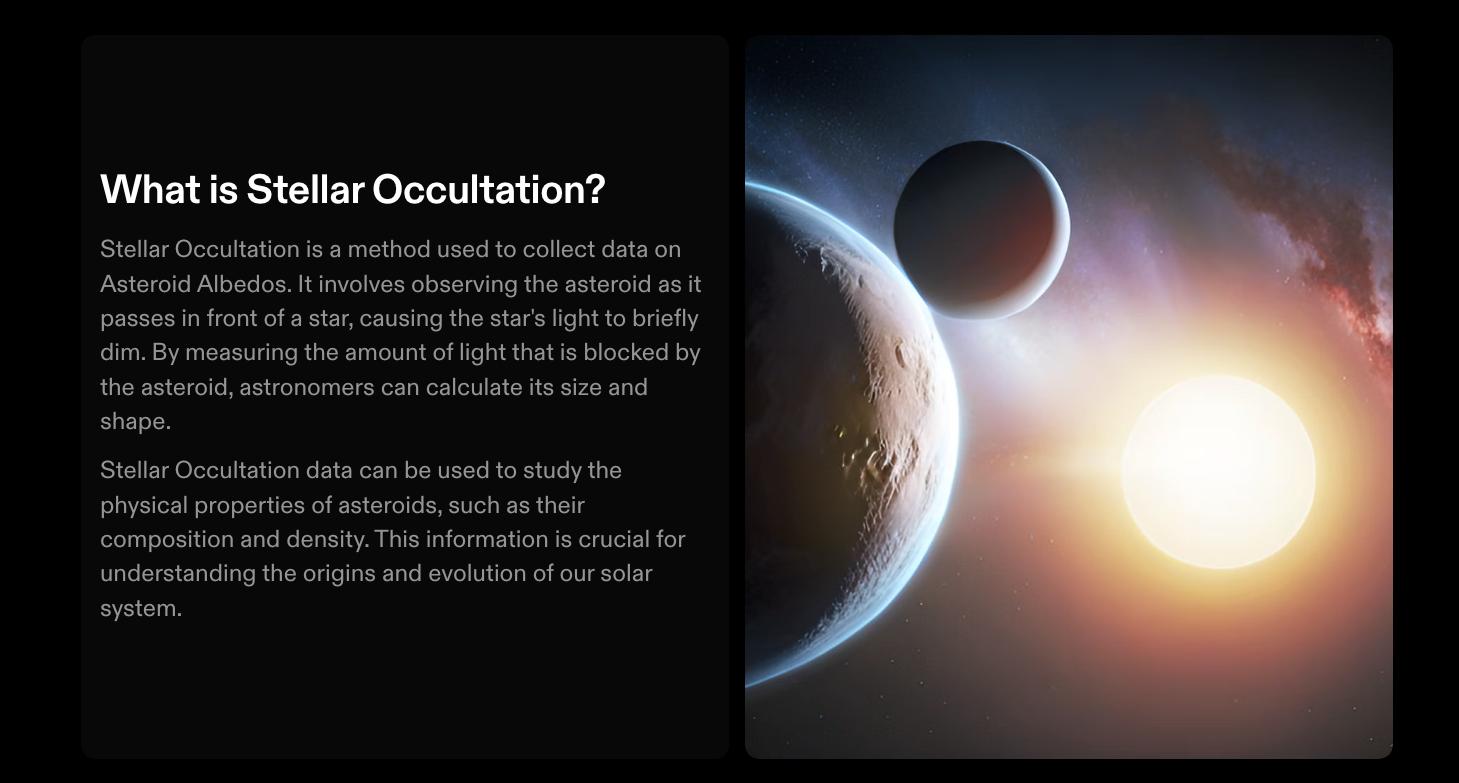 What is Stellar Occultation?
Stellar Occultation is a method used to collect data on
Asteroid Albedos. It involves observing the asteroid as it
passes in front of a star, causing the star's light to briefly
dim. By measuring the amount of light that is blocked by
the asteroid, astronomers can calculate its size and
shape.
Stellar Occultation data can be used to study the
physical properties of asteroids, such as their
composition and density. This information is crucial for
understanding the origins and evolution of our solar
system.